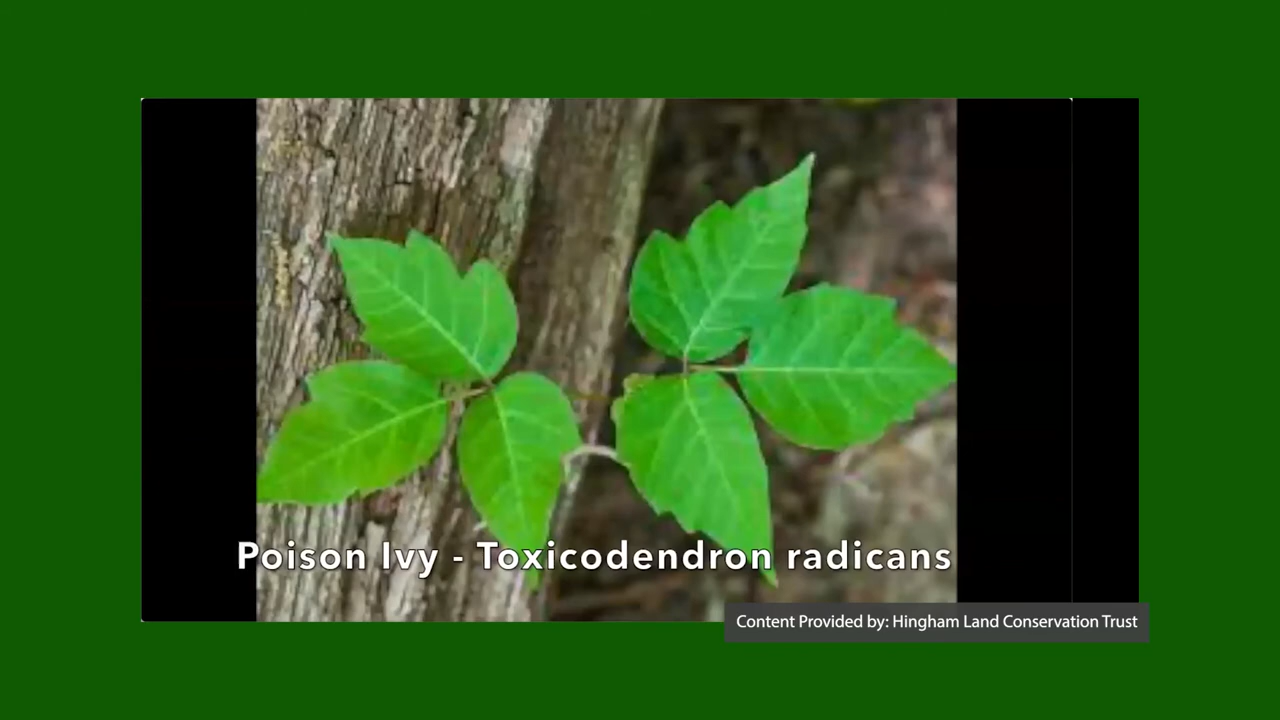 Poison Ivy - Toxicodendron radicans
Content Provided by: Hingham Land Conservation Trust